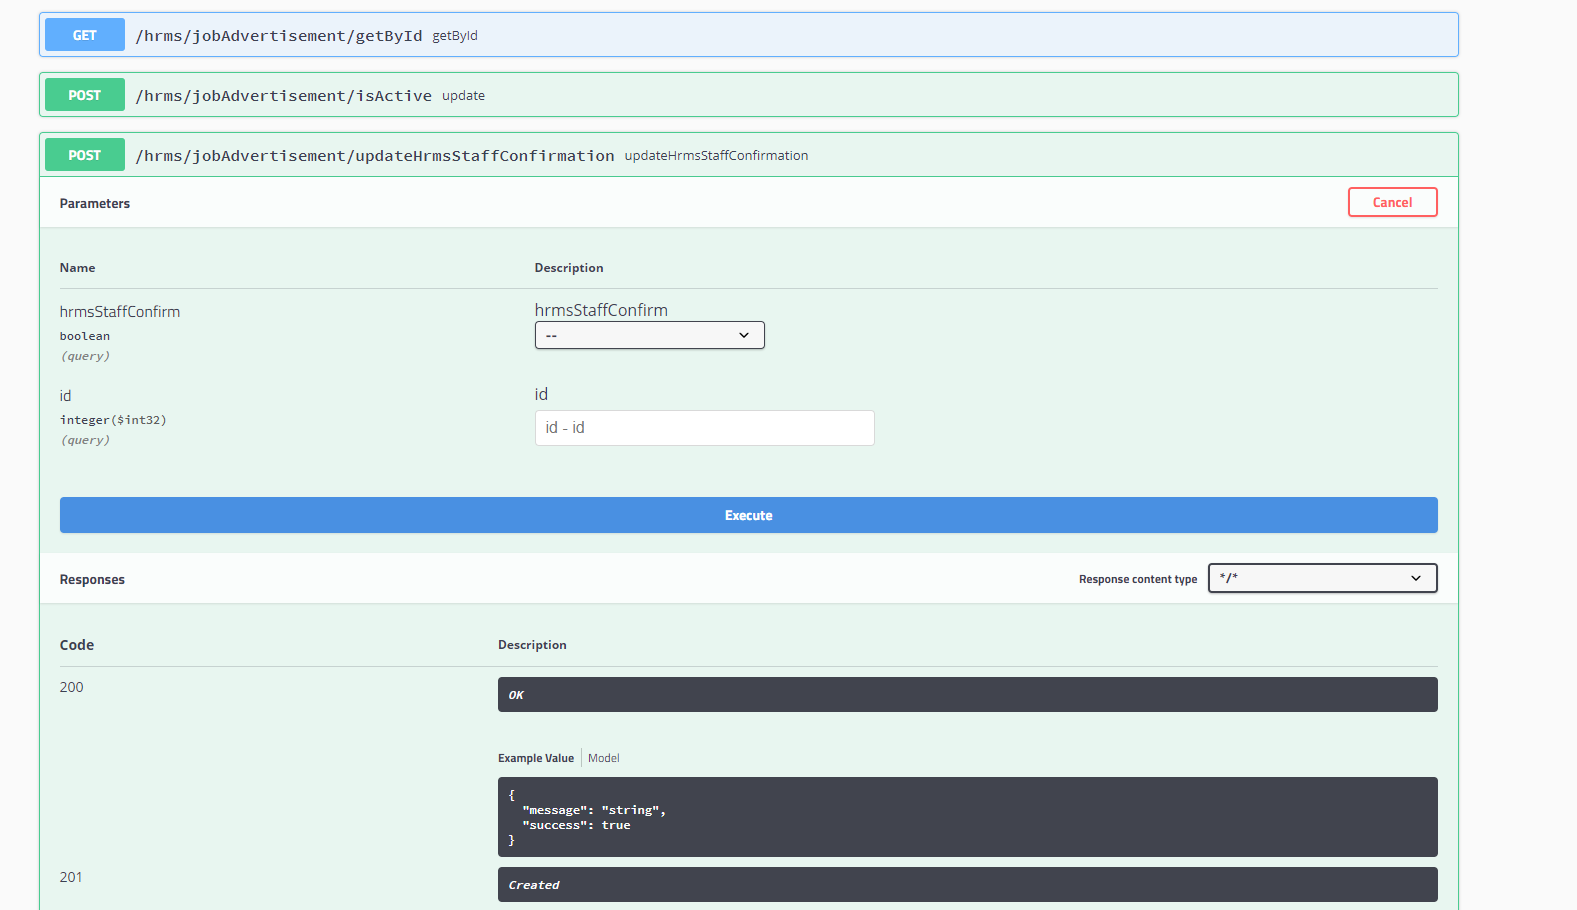 GET /hrms/jobAdvertisement/getById getById
POST /hrms/jobAdvertisement/isActive update
POST /hrms/jobAdvertisement/updateHrmsStaffConfirmation updateHrmsStaffConfirmation
Parameters Cancel
Name Description
hrmsStaffConfirm hrmsStaffConfirm
boolean --
(query)
id id
integer($int32) id - id
(query)
Execute
Responses Response content type */*
Code Description
200 OK
Example Value Model
{
"message": "string",
"success": true
}
201 Created